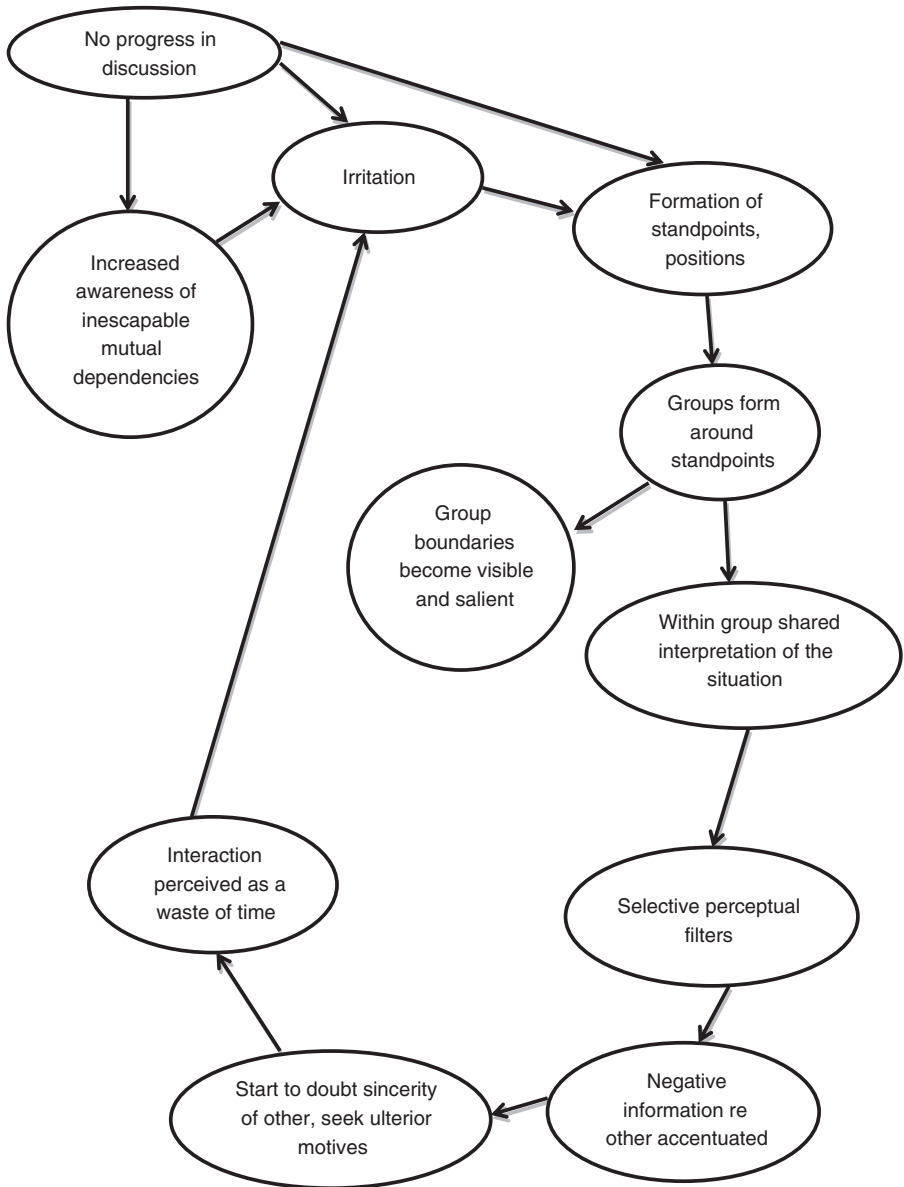 No progress in
discussion
Irritation
Formation of
standpoints,
positions
Increased
awareness of
inescapable
mutual
dependencies
Groups form
around
standpoints
Group
boundaries
become visible
and salient
Within group shared
interpretation of the
situation
Interaction
perceived as a
waste of time
Selective perceptual
filters
Start to doubt sincerity
of other, seek ulterior
motives
Negative
information re
other accentuated